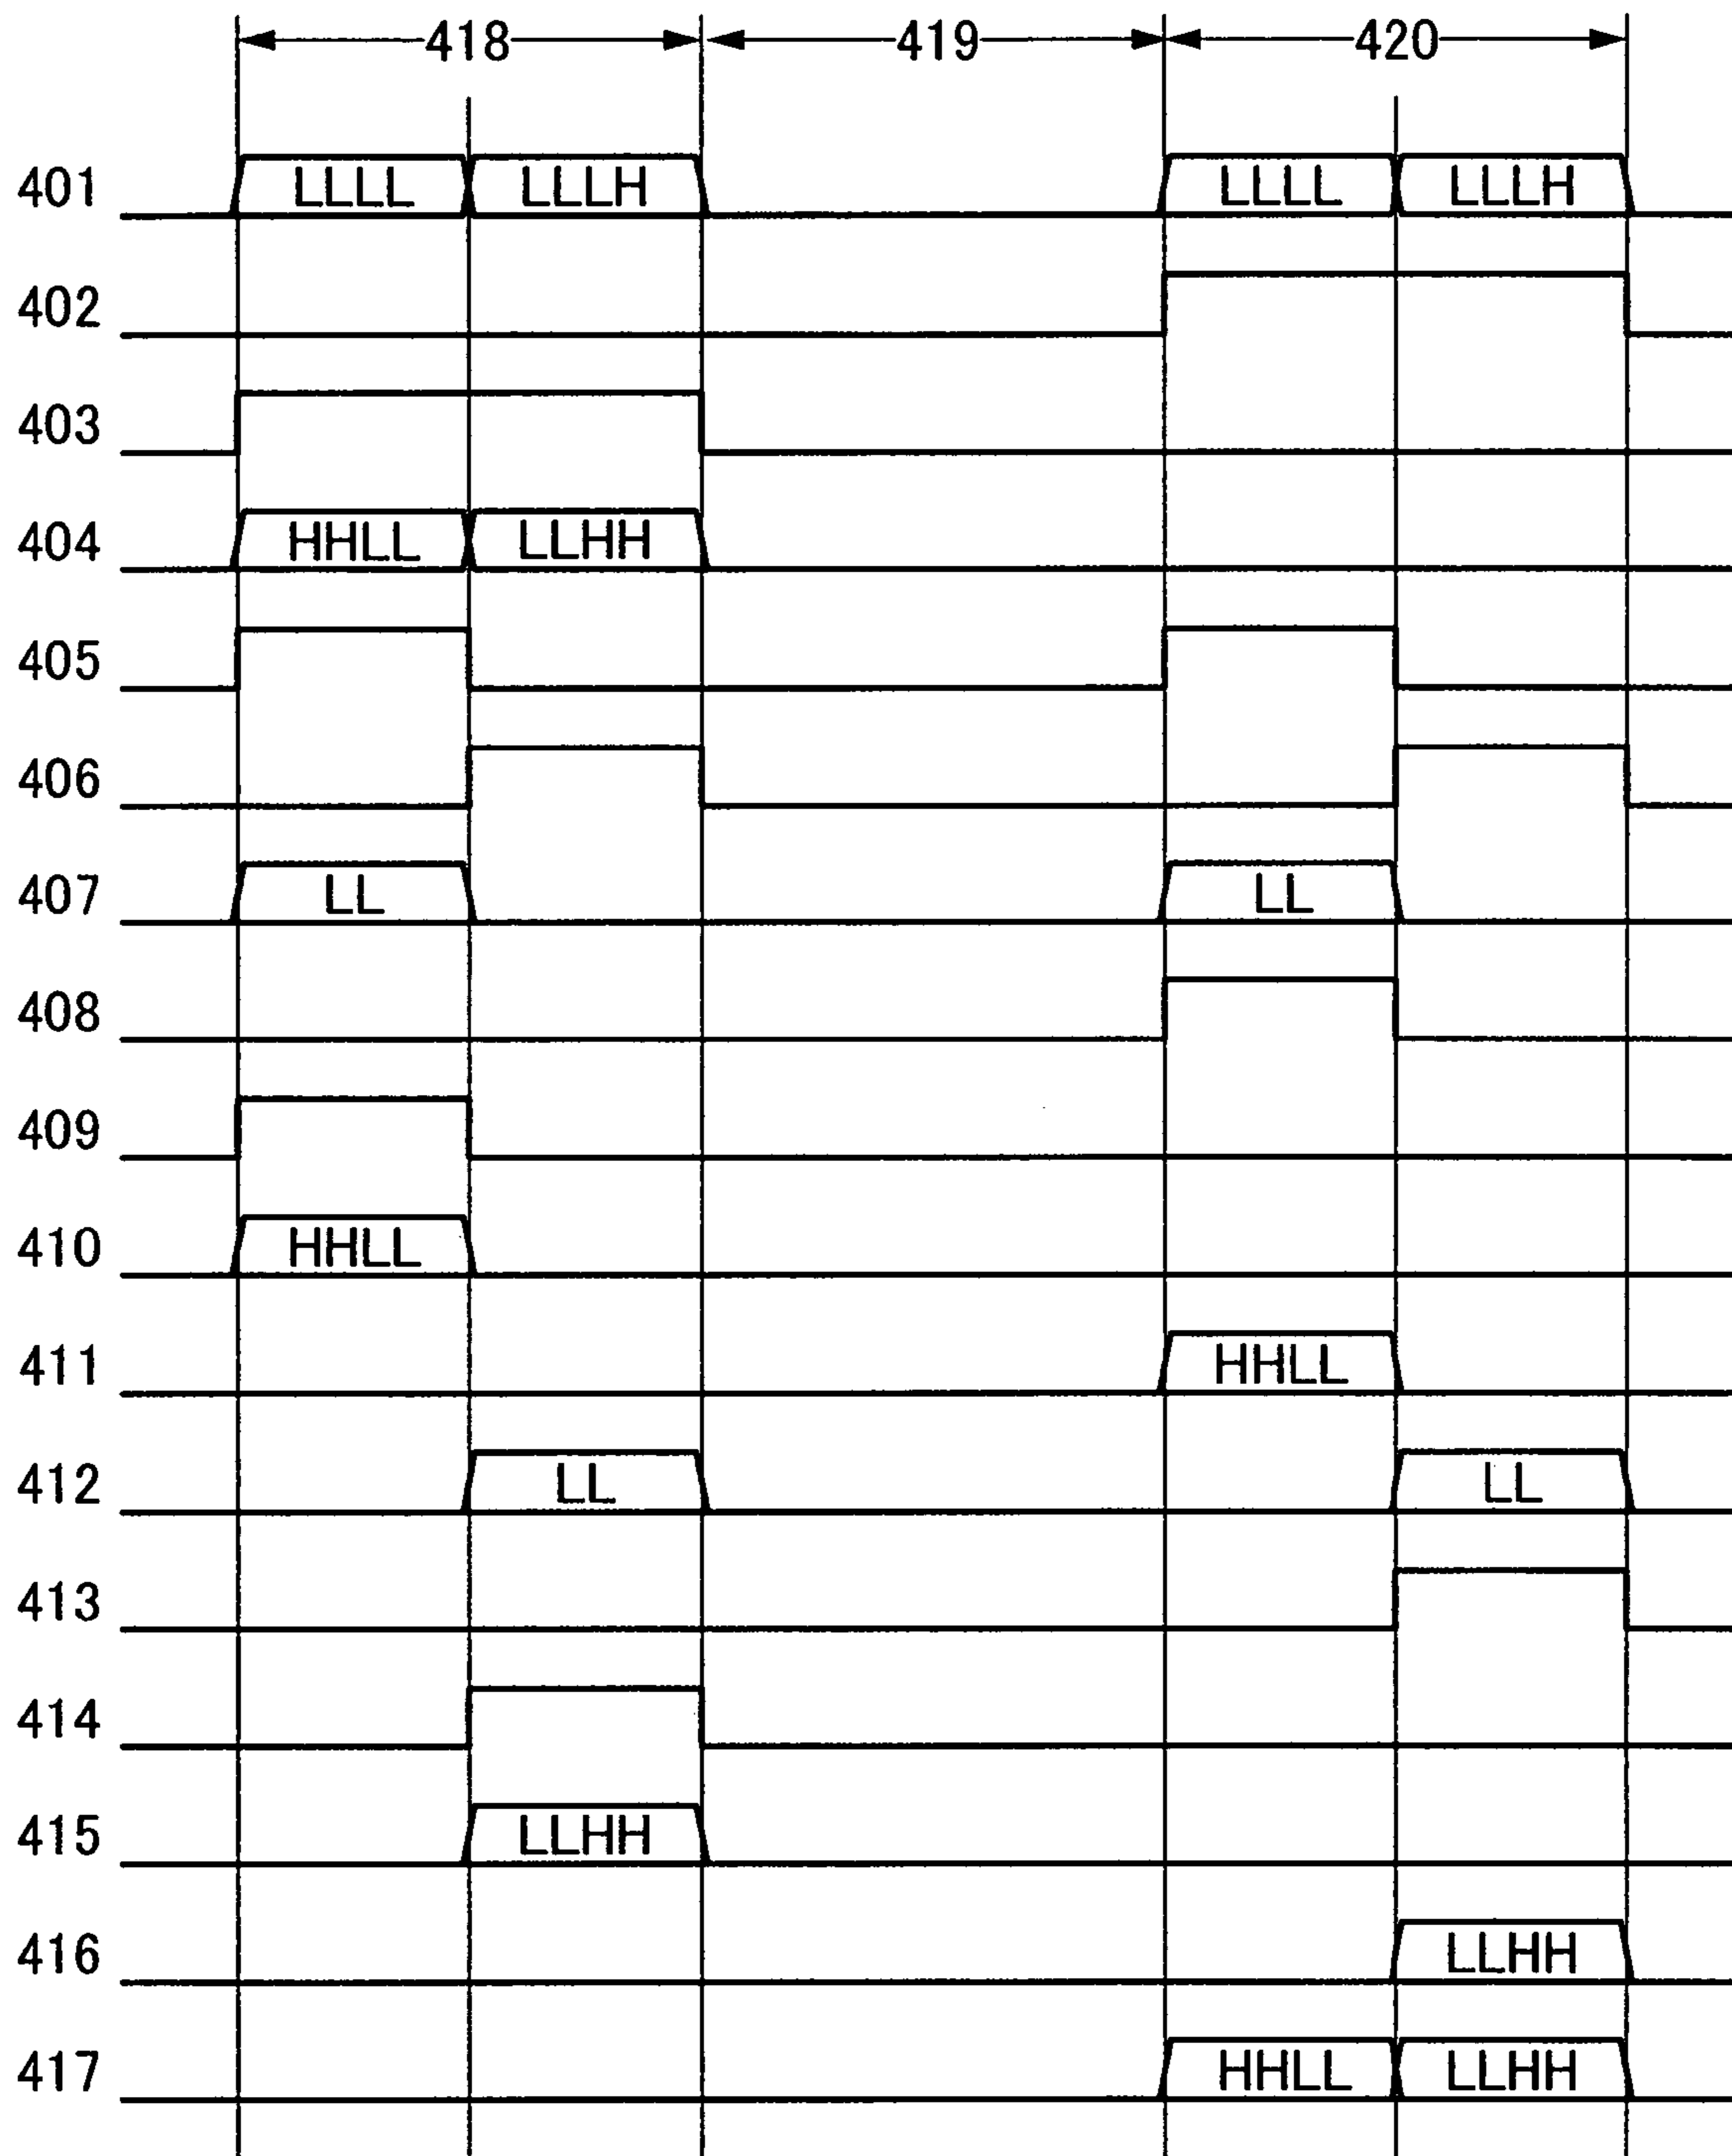 418 419 420
401 LLLL LLLH LLLL LLLH
402
403
404 HHLL LLHH
405
406
407 LL LL
408
409
410 HHLL
411 HHLL
412 LL LL
413
414
415 LLHH
416 LLHH
417 HHLL LLHH